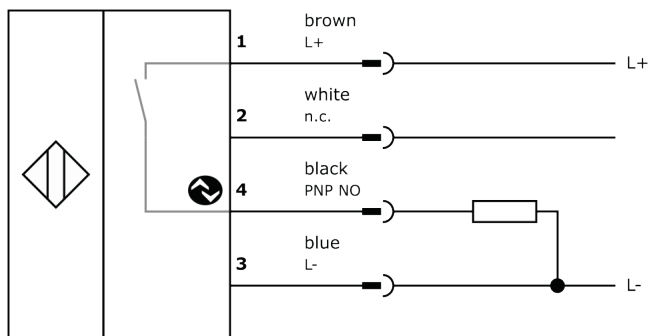 brown
1 L+
L+
white
2 n.c.
black
4 PNP NO
blue
3 L-
L-